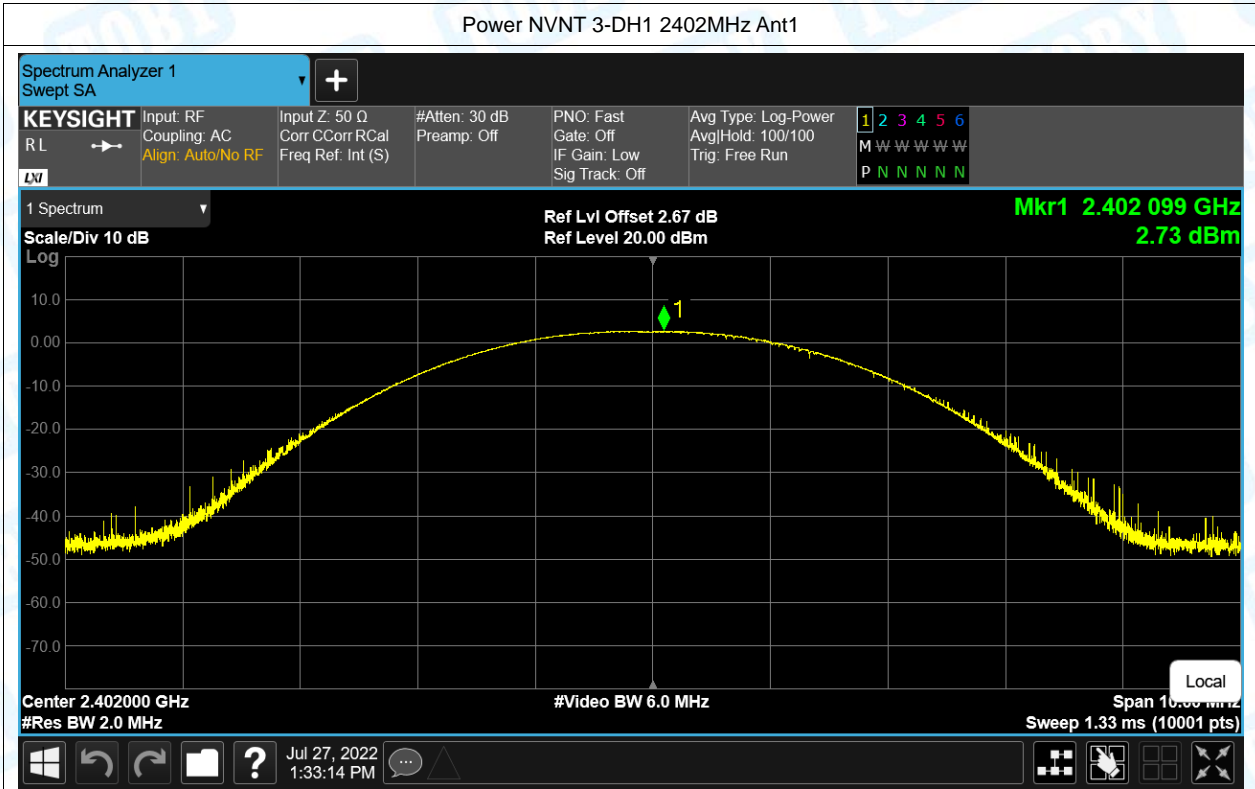 Power NVNT 3-DH1 2402MHz Ant1
Spectrum Analyzer 1
Swept SA
KEYSIGHT
R L
LXI
Input: RF
Coupling: AC
Align: Auto/No RF
Input Z: 50 Ω
Corr CCorr RCal
Freq Ref: Int (S)
#Atten: 30 dB
Preamp: Off
PNO: Fast
Gate: Off
IF Gain: Low
Sig Track: Off
Avg Type: Log-Power
Avg|Hold: 100/100
Trig: Free Run
1 2 3 4 5 6
M W W W W W
P N N N N N
1 Spectrum
Scale/Div 10 dB
Log
Ref Lvl Offset 2.67 dB
Ref Level 20.00 dBm
Mkr1 2.402 099 GHz
2.73 dBm
1
10.0
0.00
-10.0
-20.0
-30.0
-40.0
-50.0
-60.0
-70.0
Local
Center 2.402000 GHz
#Video BW 6.0 MHz
Span 10.00 MHz
#Res BW 2.0 MHz
Sweep 1.33 ms (10001 pts)
?
Jul 27, 2022
1:33:14 PM